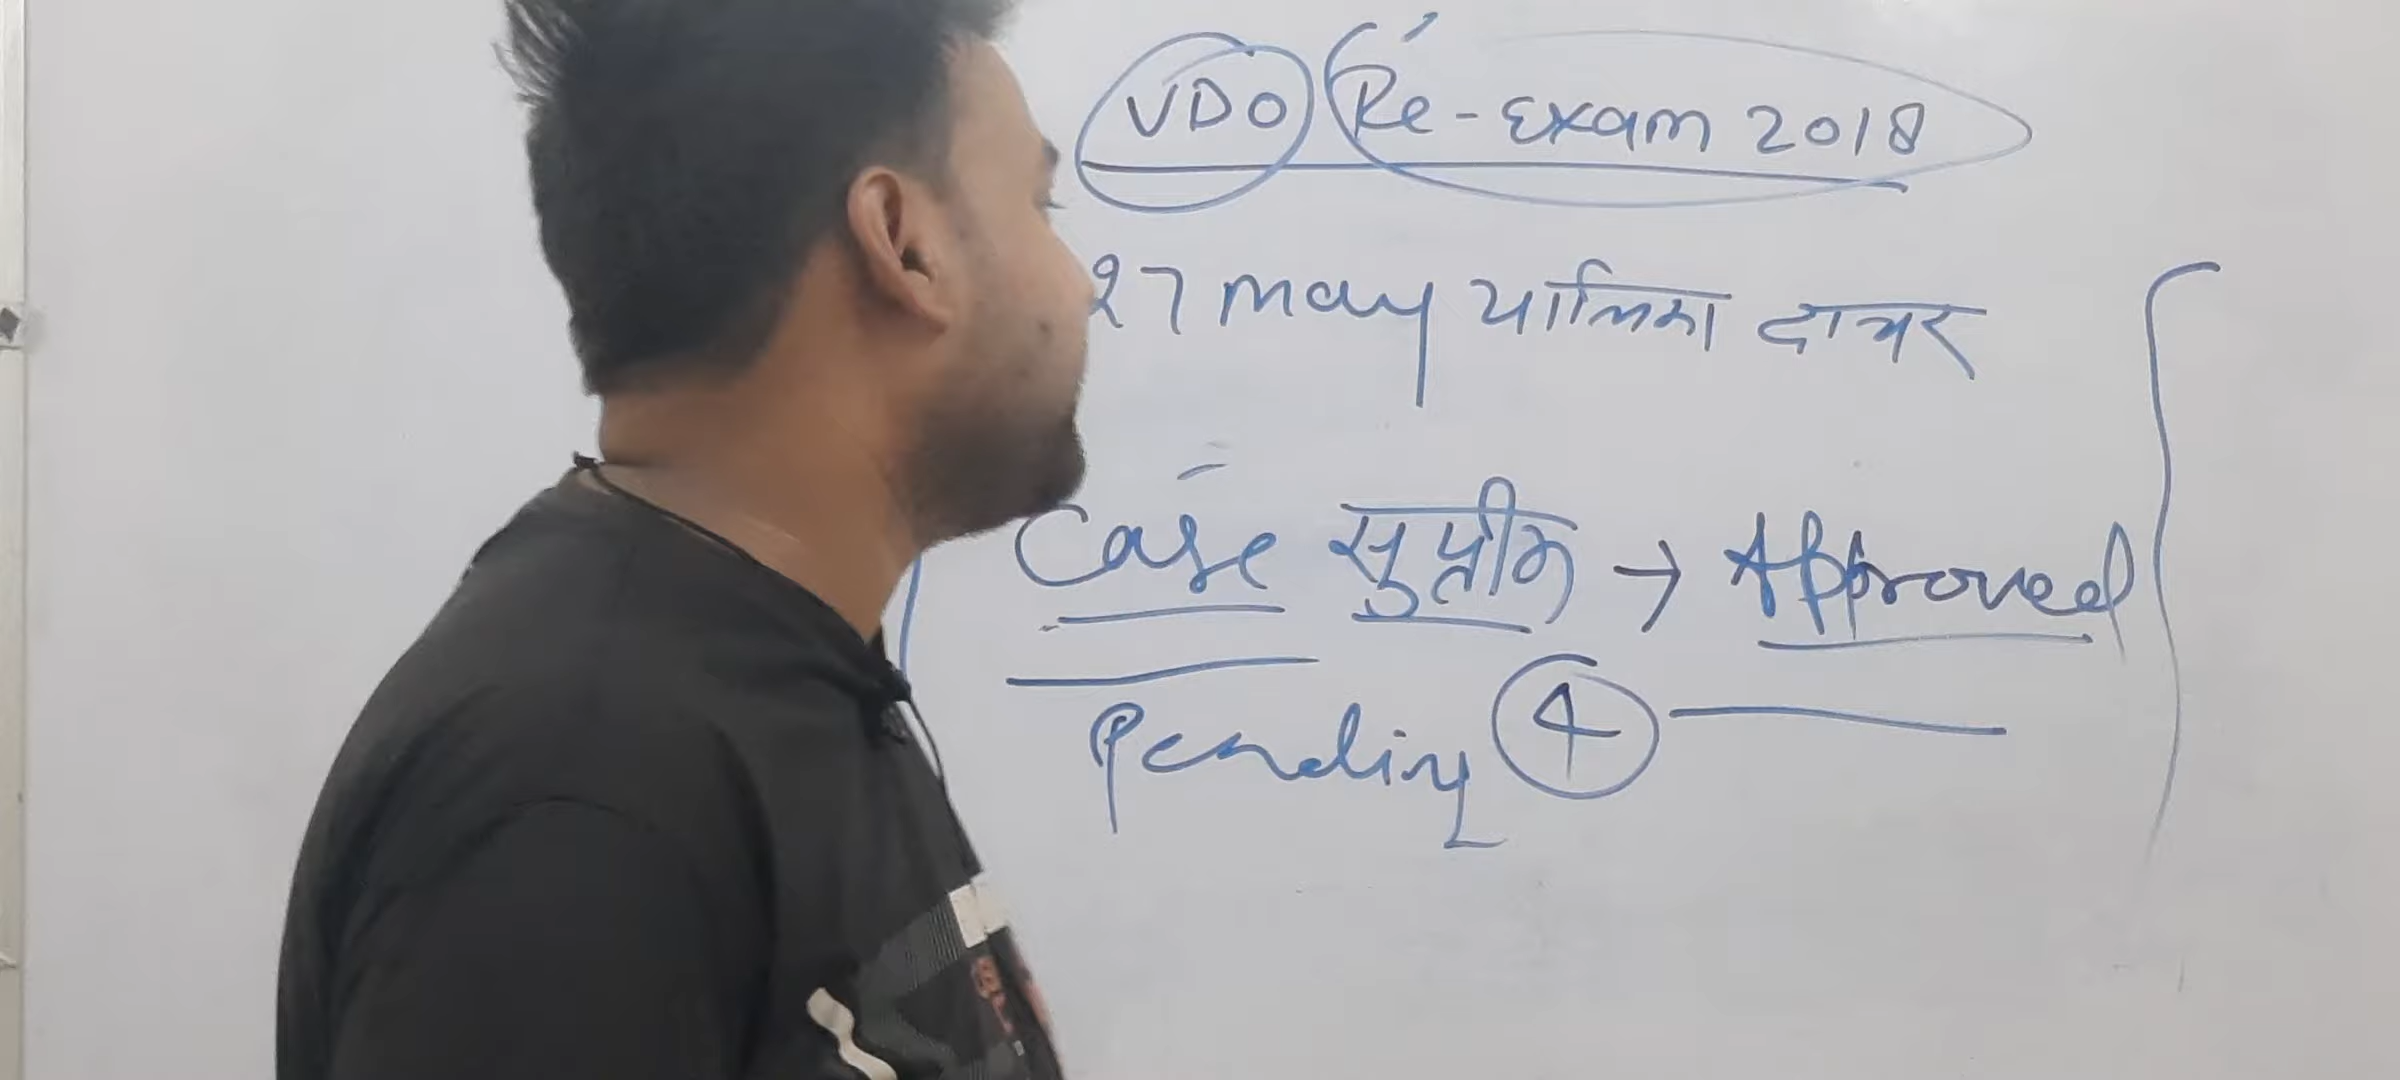 VDO Re-Exam 2018
27 may याचिका दायर
Case सुप्रीम → Approved
Pending 4